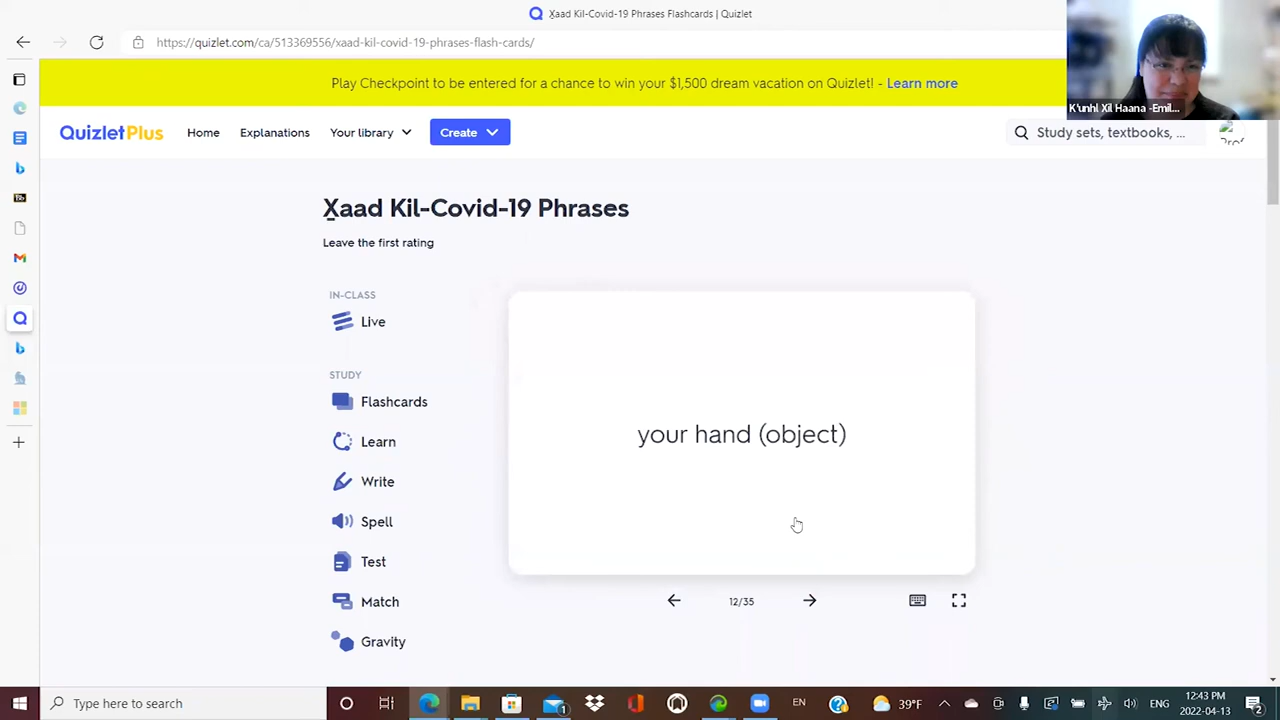 X̱aad Kil-Covid-19 Phrases Flashcards | Quizlet
https://quizlet.com/ca/513369556/xaad-kil-covid-19-phrases-flash-cards/
K'unhl Xil Haana -Emil...
Play Checkpoint to be entered for a chance to win your $1,500 dream vacation on Quizlet! - Learn more
QuizletPlus Home Explanations Your library Create Study sets, textbooks, ...
X̱aad Kil-Covid-19 Phrases
Leave the first rating
IN-CLASS
Live
STUDY
Flashcards
Learn
Write
Spell
Test
Match
Gravity
your hand (object)
12/35
Type here to search
EN
39°F
ENG
12:43 PM
2022-04-13